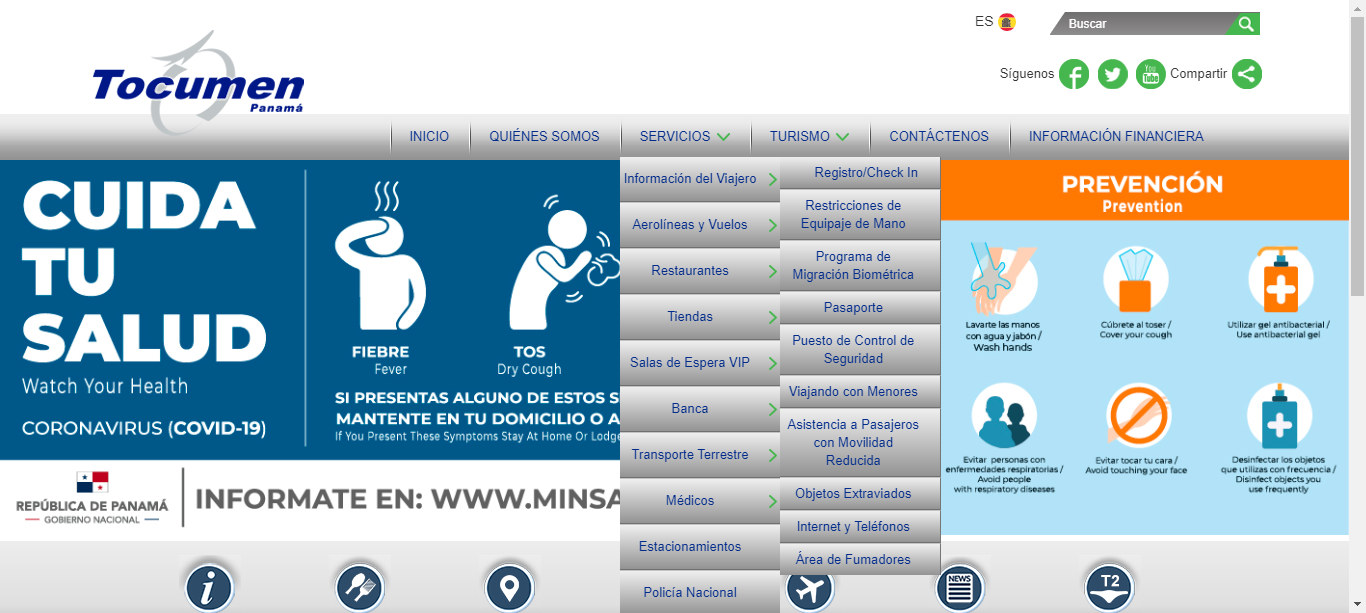 ES
Buscar
Tocumen
Panamá
Síguenos
You
Tube
Compartir
INICIO
QUIÉNES SOMOS
SERVICIOS
TURISMO
CONTÁCTENOS
INFORMACIÓN FINANCIERA
CUIDA
TU
SALUD
Watch Your Health
CORONAVIRUS (COVID-19)
FIEBRE
Fever
TOS
Dry Cough
SI PRESENTAS ALGUNO DE ESTOS S
MANTENTE EN TU DOMICILIO O A
If You Present These Symptoms Stay At Home Or Lodge
REPÚBLICA DE PANAMÁ
GOBIERNO NACIONAL
INFORMATE EN: WWW.MINSA
Información del Viajero
Aerolíneas y Vuelos
Restaurantes
Tiendas
Salas de Espera VIP
Banca
Transporte Terrestre
Médicos
Estacionamientos
Policía Nacional
Registro/Check In
Restricciones de
Equipaje de Mano
Programa de
Migración Biométrica
Pasaporte
Puesto de Control de
Seguridad
Viajando con Menores
Asistencia a Pasajeros
con Movilidad
Reducida
Objetos Extraviados
Internet y Teléfonos
Área de Fumadores
PREVENCIÓN
Prevention
Lavarte las manos
con agua y jabón /
Wash hands
Cúbrete al toser /
Cover your cough
Utilizar gel antibacterial /
Use antibacterial gel
Evitar personas con
enfermedades respiratorias /
Avoid people
with respiratory diseases
Evitar tocar tu cara /
Avoid touching your face
Desinfectar los objetos
que utilizas con frecuencia /
Disinfect objects you
use frequently
i
NEWS
T2